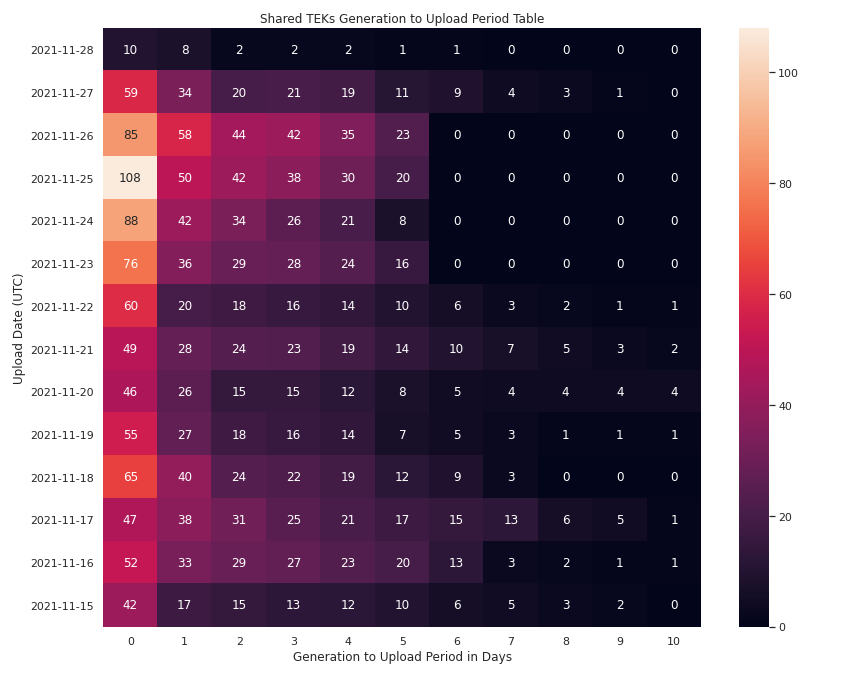 Shared TEKs Generation to Upload Period Table
Upload Date (UTC)
2021-11-28 10 8 2 2 2 1 1 0 0 0 0
2021-11-27 59 34 20 21 19 11 9 4 3 1 0
2021-11-26 85 58 44 42 35 23 0 0 0 0 0
2021-11-25 108 50 42 38 30 20 0 0 0 0 0
2021-11-24 88 42 34 26 21 8 0 0 0 0 0
2021-11-23 76 36 29 28 24 16 0 0 0 0 0
2021-11-22 60 20 18 16 14 10 6 3 2 1 1
2021-11-21 49 28 24 23 19 14 10 7 5 3 2
2021-11-20 46 26 15 15 12 8 5 4 4 4 4
2021-11-19 55 27 18 16 14 7 5 3 1 1 1
2021-11-18 65 40 24 22 19 12 9 3 0 0 0
2021-11-17 47 38 31 25 21 17 15 13 6 5 1
2021-11-16 52 33 29 27 23 20 13 3 2 1 1
2021-11-15 42 17 15 13 12 10 6 5 3 2 0
0 1 2 3 4 5 6 7 8 9 10
Generation to Upload Period in Days
100
80
60
40
20
0